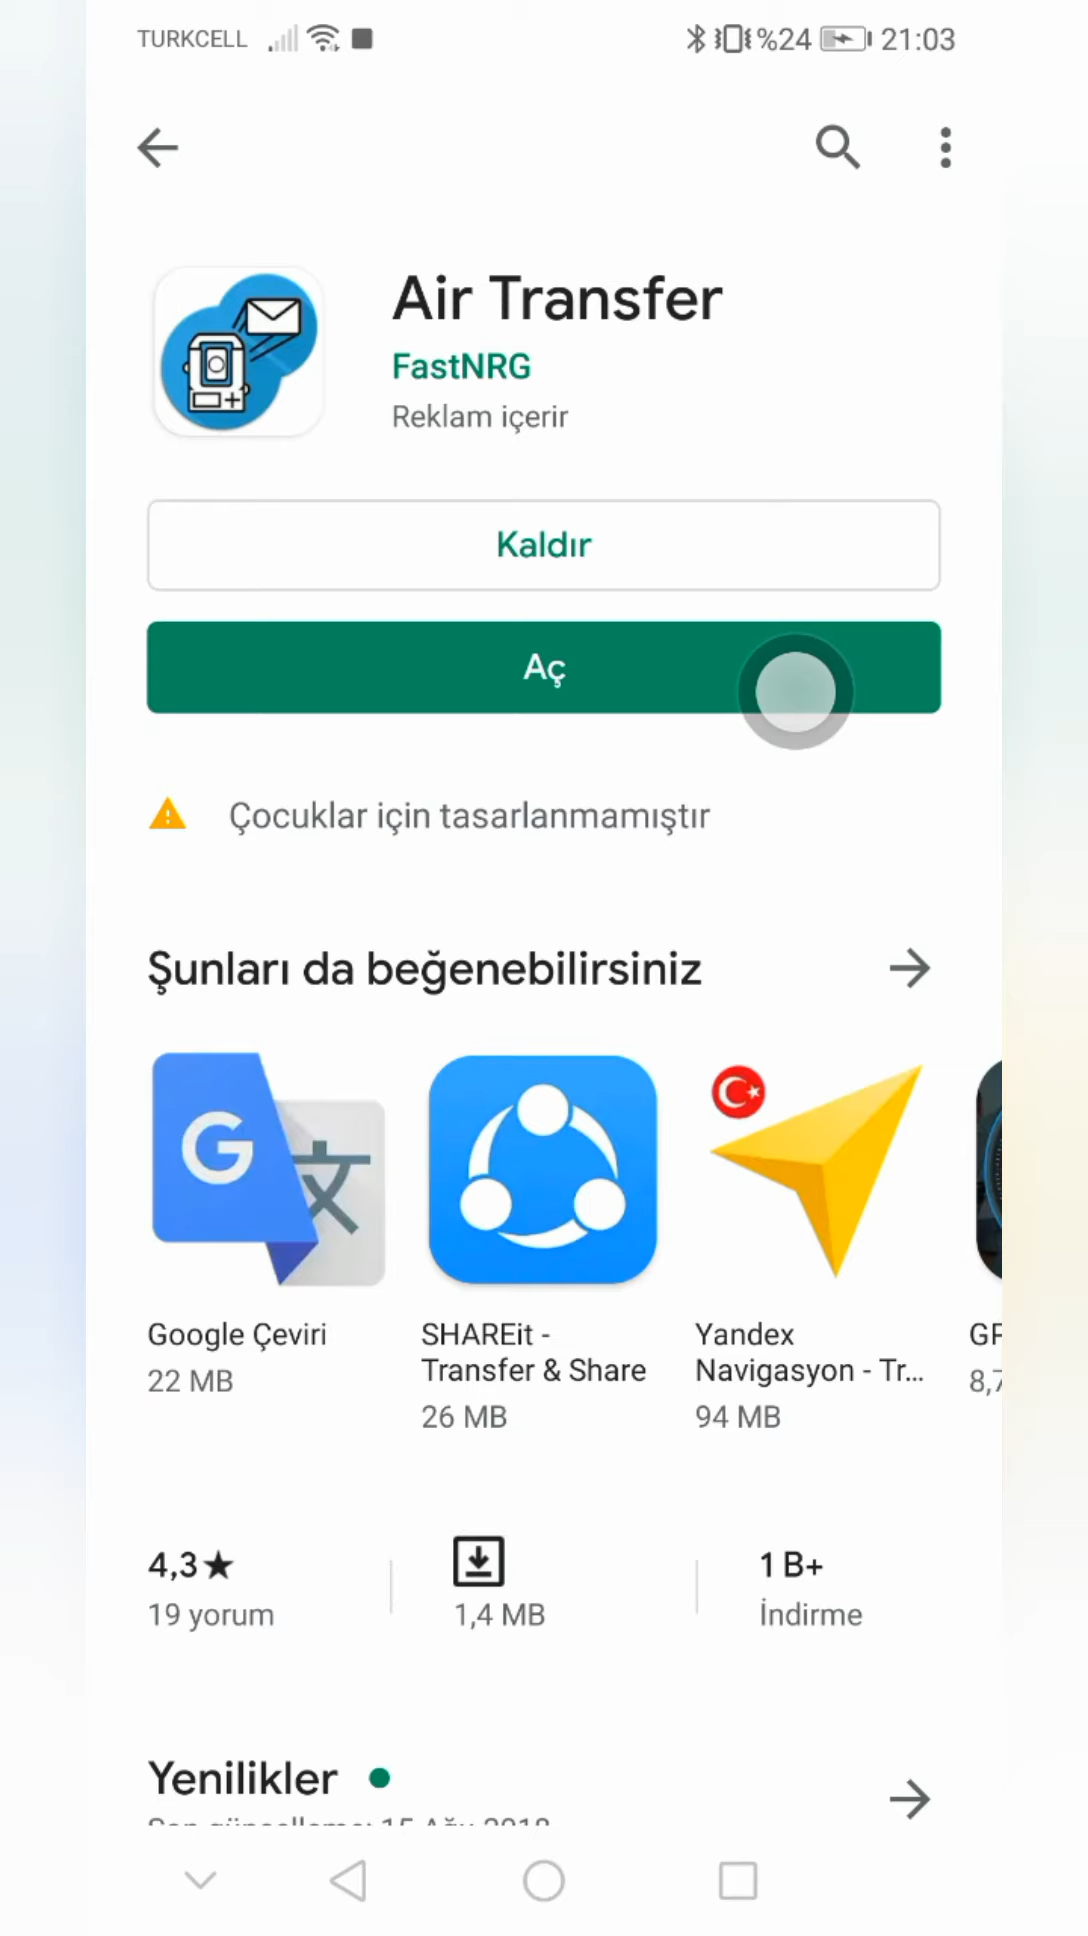 TURKCELL %24 21:03
Air Transfer
FastNRG
Reklam içerir
Kaldır
Aç
Çocuklar için tasarlanmamıştır
Şunları da beğenebilirsiniz
Google Çeviri
22 MB
SHAREit -
Transfer & Share
26 MB
Yandex
Navigasyon - Tr...
94 MB
4,3★
19 yorum
1,4 MB
1 B+
İndirme
Yenilikler